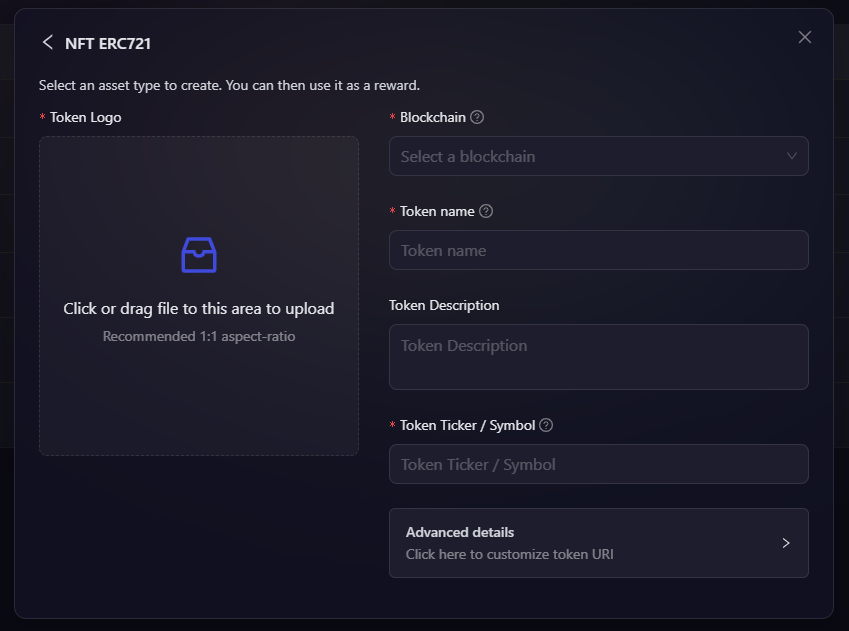 NFT ERC721
Select an asset type to create. You can then use it as a reward.
* Token Logo
Click or drag file to this area to upload
Recommended 1:1 aspect-ratio
* Blockchain ?
Select a blockchain
* Token name ?
Token name
Token Description
Token Description
* Token Ticker / Symbol ?
Token Ticker / Symbol
Advanced details
Click here to customize token URI